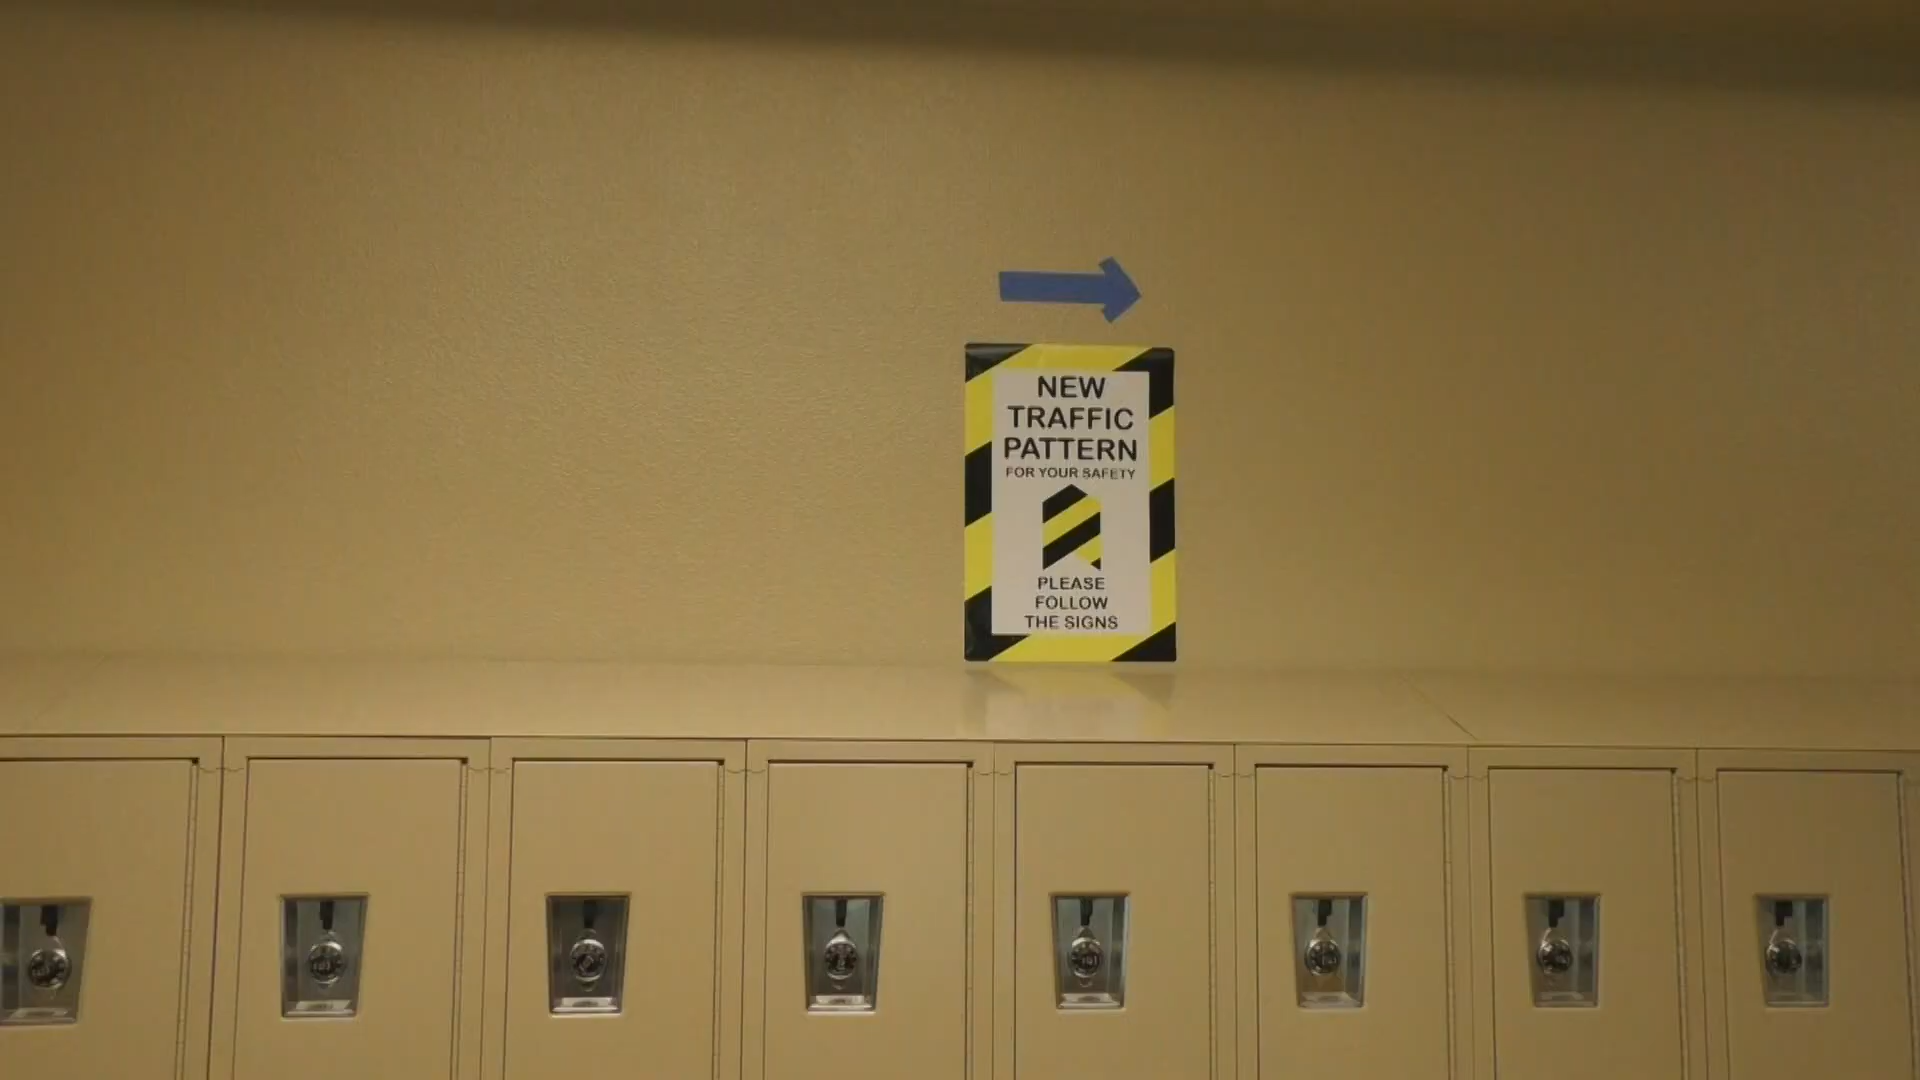 NEW
TRAFFIC
PATTERN
FOR YOUR SAFETY
PLEASE
FOLLOW
THE SIGNS